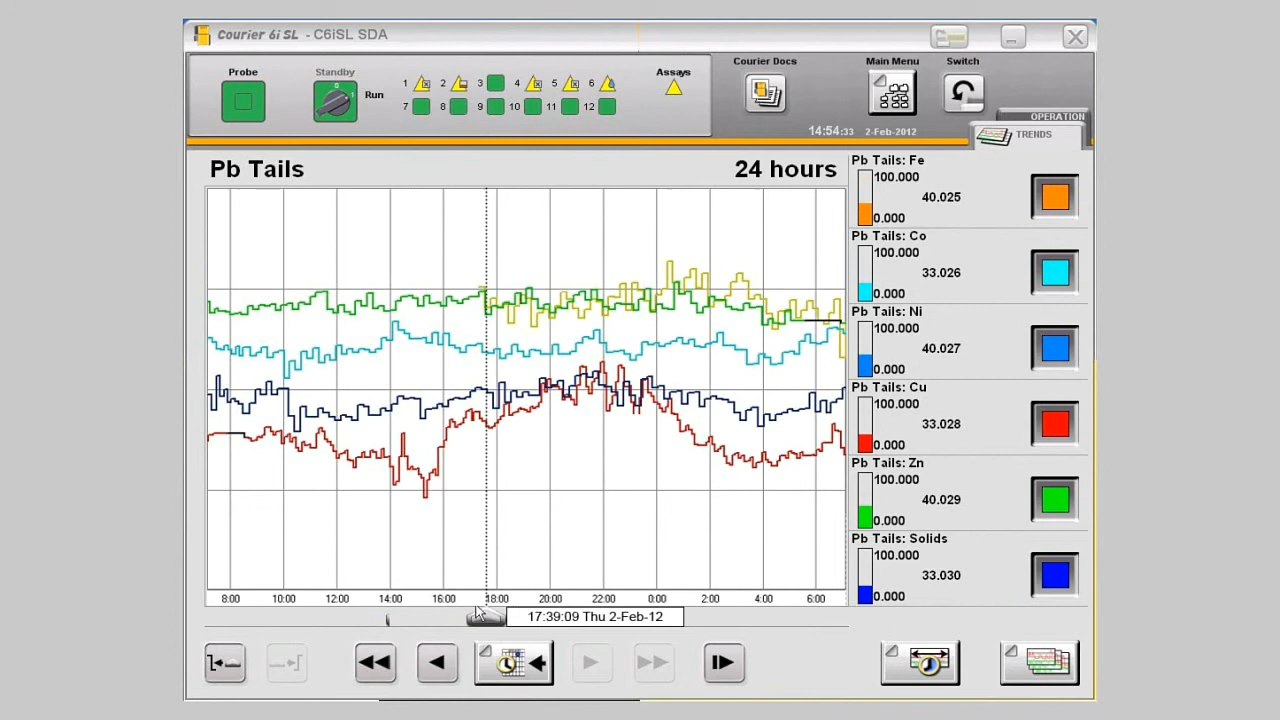 Courier 6i SL - C6iSL SDA
Probe
Standby
Run
0
1
1 2 3 4 5 6
7 8 9 10 11 12
Assays
Courier Docs
Main Menu
Switch
14:54:33 2-Feb-2012
OPERATION
TRENDS
Pb Tails
24 hours
8:00 10:00 12:00 14:00 16:00 18:00 20:00 22:00 0:00 2:00 4:00 6:00
17:39:09 Thu 2-Feb-12
Pb Tails: Fe
100.000
40.025
0.000
Pb Tails: Co
100.000
33.026
0.000
Pb Tails: Ni
100.000
40.027
0.000
Pb Tails: Cu
100.000
33.028
0.000
Pb Tails: Zn
100.000
40.029
0.000
Pb Tails: Solids
100.000
33.030
0.000